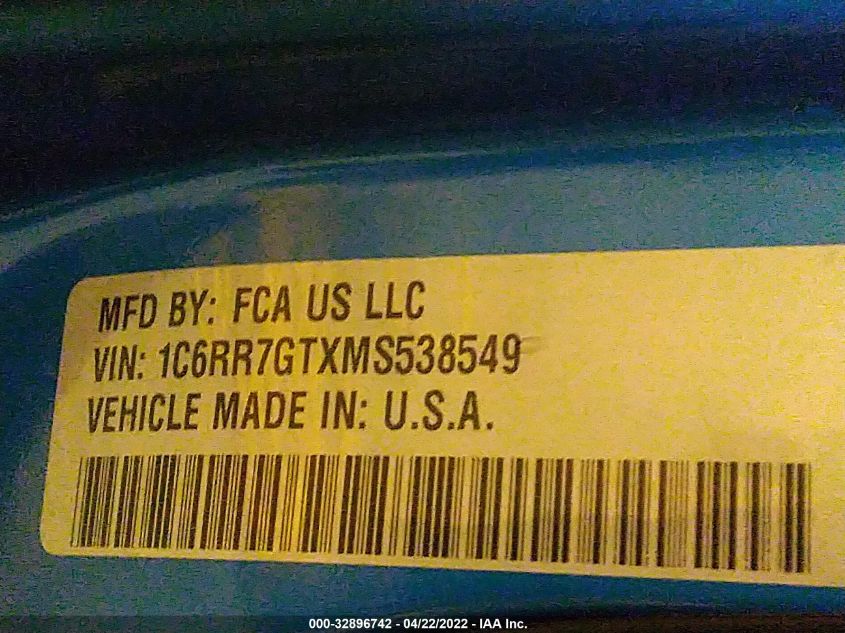 MFD BY: FCA US LLC
VIN: 1C6RR7GTXMS538549
VEHICLE MADE IN: U.S.A.
000-32896742 - 04/22/2022 - IAA Inc.